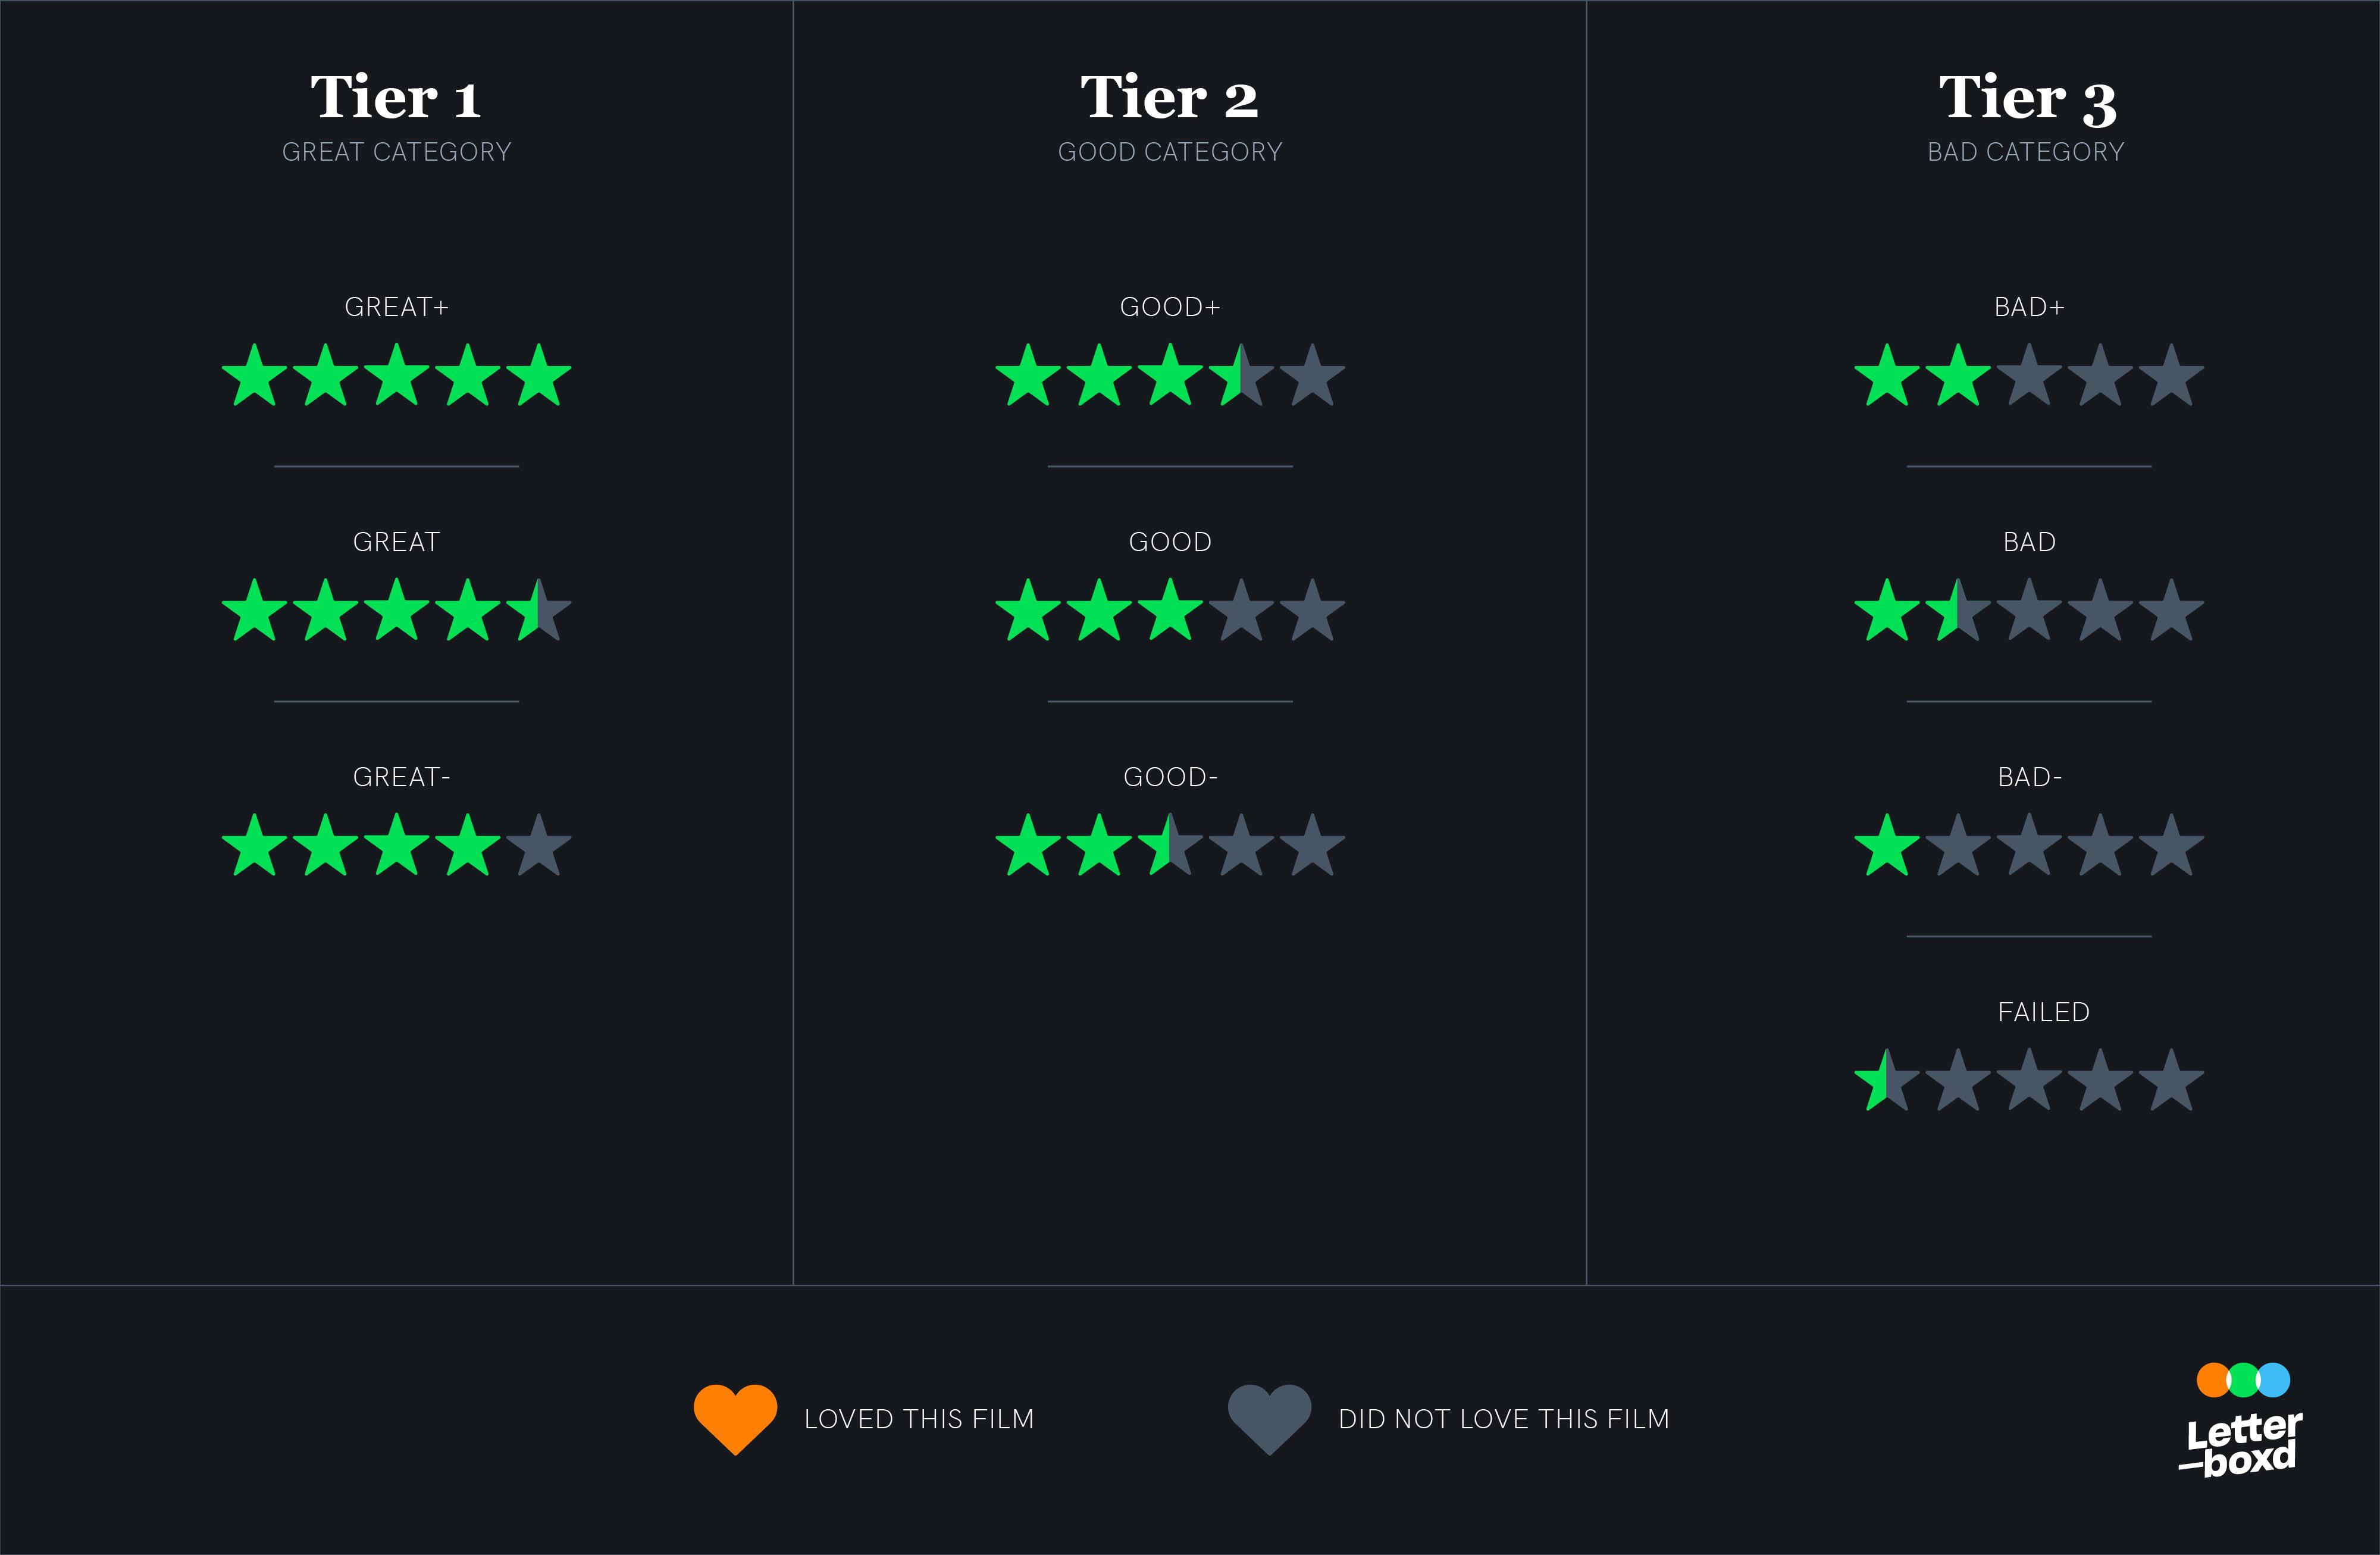 Tier 1
GREAT CATEGORY
GREAT+
GREAT
GREAT-
Tier 2
GOOD CATEGORY
GOOD+
GOOD
GOOD-
Tier 3
BAD CATEGORY
BAD+
BAD
BAD-
FAILED
LOVED THIS FILM
DID NOT LOVE THIS FILM
Letter
–boxd